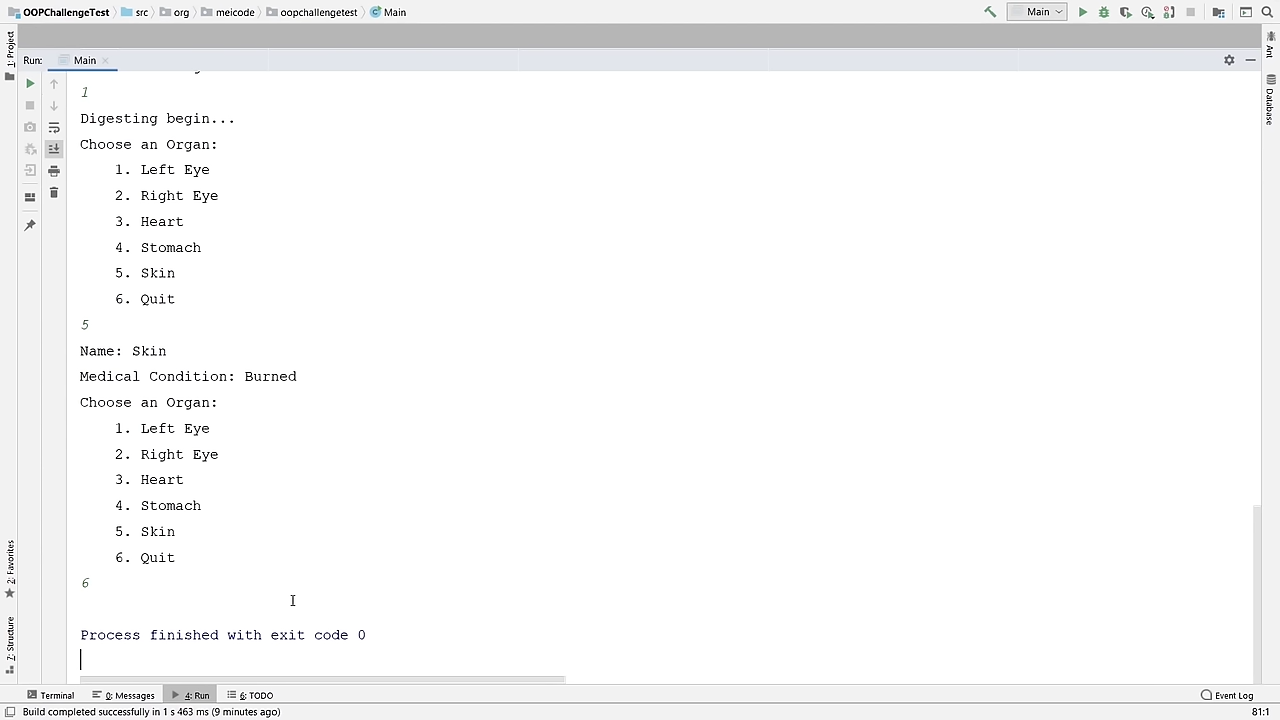 OOPChallengeTest src org meicode oopchallengetest Main
Main
1: Project
Ant
Database
Run: Main
1
Digesting begin...
Choose an Organ:
1. Left Eye
2. Right Eye
3. Heart
4. Stomach
5. Skin
6. Quit
5
Name: Skin
Medical Condition: Burned
Choose an Organ:
1. Left Eye
2. Right Eye
3. Heart
4. Stomach
5. Skin
6. Quit
6
Process finished with exit code 0
2: Favorites
7: Structure
Terminal 0: Messages 4: Run 6: TODO Event Log
Build completed successfully in 1 s 463 ms (9 minutes ago) 81:1